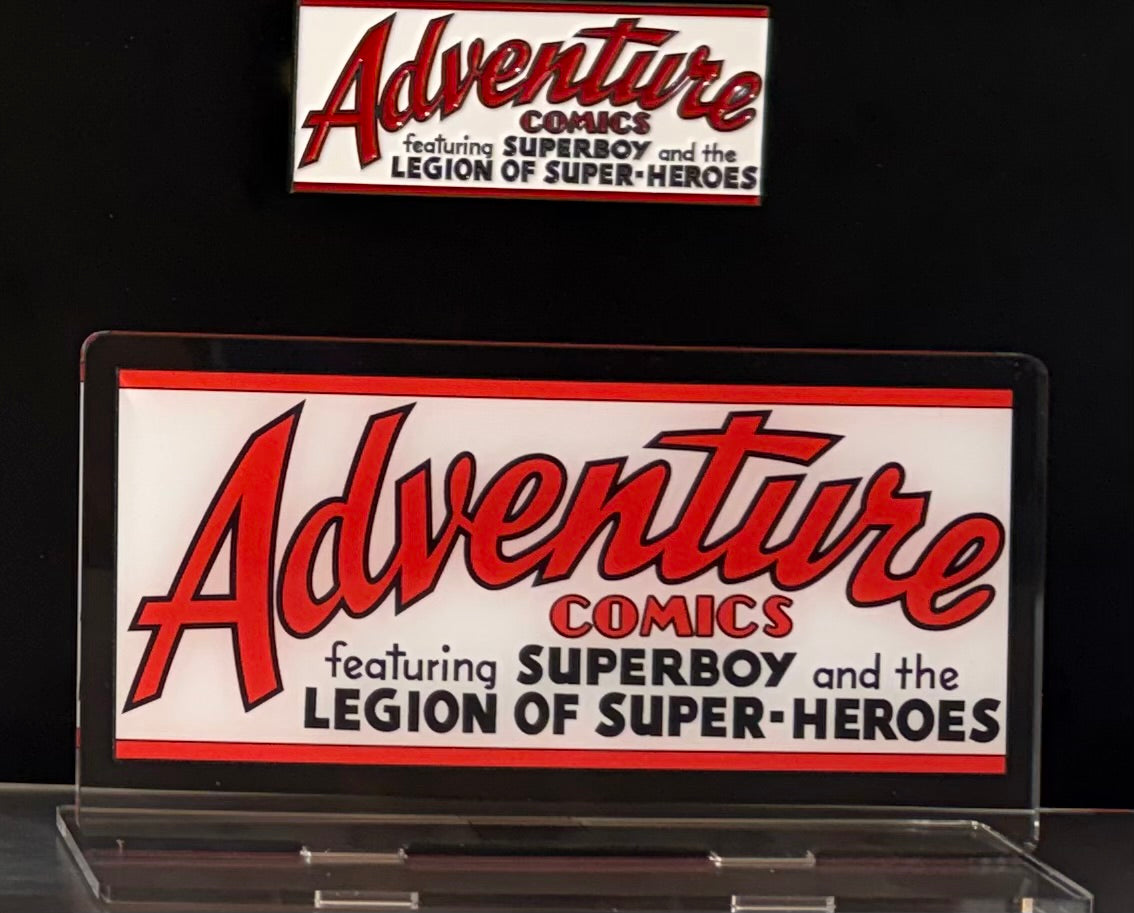 Adventure
COMICS
featuring SUPERBOY and the
LEGION OF SUPER-HEROES
Adventure
COMICS
featuring SUPERBOY and the
LEGION OF SUPER-HEROES